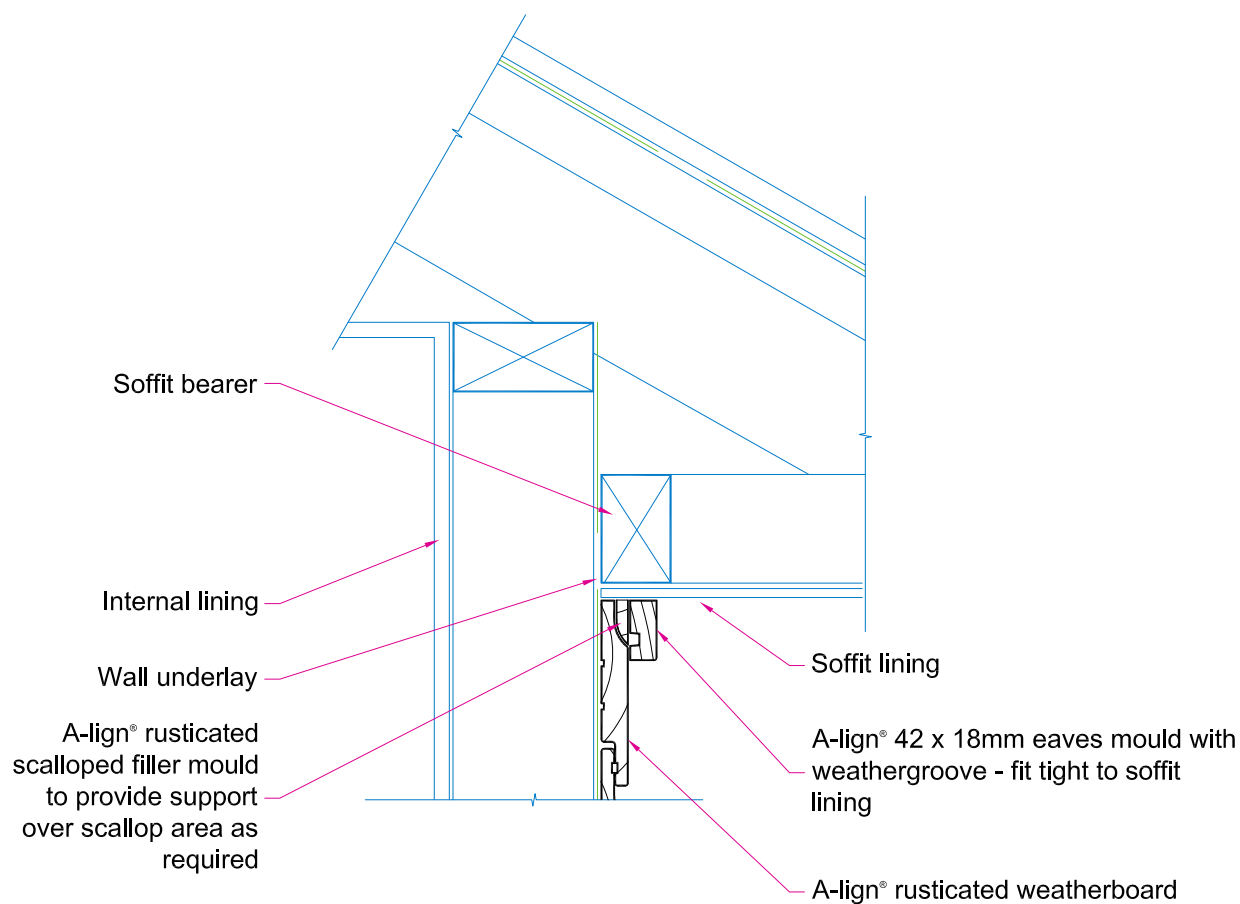 Soffit bearer
Internal lining
Wall underlay
A-lign® rusticated
scalloped filler mould
to provide support
over scallop area as
required
Soffit lining
A-lign® 42 x 18mm eaves mould with
weathergroove - fit tight to soffit
lining
A-lign® rusticated weatherboard